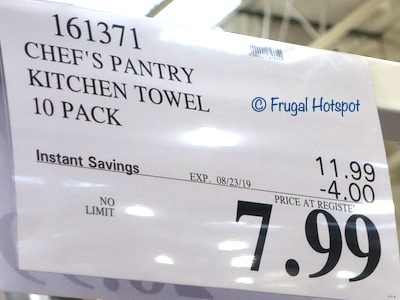 161371
CHEF'S PANTRY
KITCHEN TOWEL
10 PACK
© Frugal Hotspot
Instant Savings
11.99
EXP. 08/23/19
-4.00
NO
LIMIT
PRICE AT REGISTE
7.99